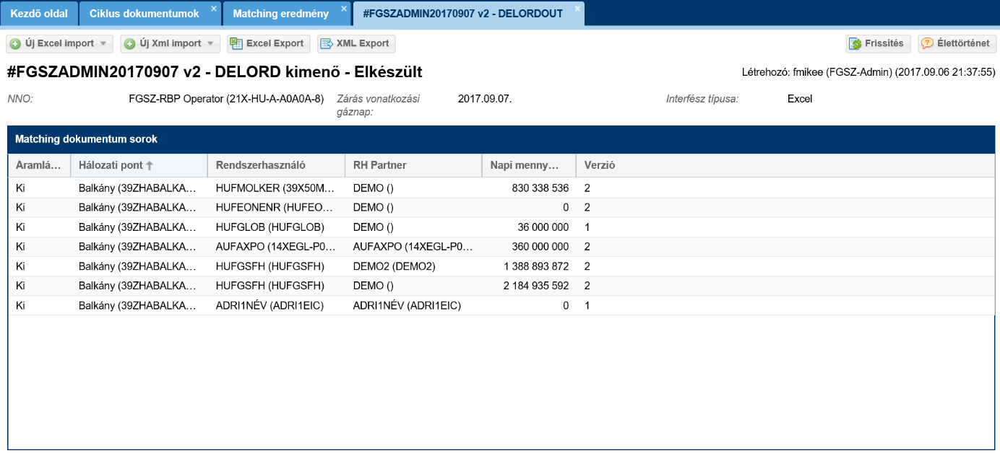 Kezdő oldal Ciklus dokumentumok Matching eredmény #FGSZADMIN20170907 v2 - DELORDOUT
Új Excel import Új Xml import Excel Export XML Export Frissítés Élettörténet
#FGSZADMIN20170907 v2 - DELORD kimenő - Elkészült Létrehozó: fmikee (FGSZ-Admin) (2017.09.06 21:37:55)
NNO: FGSZ-RBP Operator (21X-HU-A-A0A0A-8) Zárás vonatkozási gáznap: 2017.09.07. Interfész típusa: Excel
Matching dokumentum sorok
Áramlá... Hálozati pont Rendszerhasználó RH Partner Napi menny... Verzió
Ki Balkány (39ZHABALKA... HUFMOLKER (39X50M... DEMO () 830 338 536 2
Ki Balkány (39ZHABALKA... HUFEONENR (HUFEO... DEMO () 0 2
Ki Balkány (39ZHABALKA... HUFGLOB (HUFGLOB) DEMO () 36 000 000 1
Ki Balkány (39ZHABALKA... AUFAXPO (14XEGL-P0... AUFAXPO (14XEGL-P0... 360 000 000 2
Ki Balkány (39ZHABALKA... HUFGSFH (HUFGSFH) DEMO2 (DEMO2) 1 388 893 872 2
Ki Balkány (39ZHABALKA... HUFGSFH (HUFGSFH) DEMO () 2 184 935 592 2
Ki Balkány (39ZHABALKA... ADRI1NÉV (ADRI1EIC) ADRI1NÉV (ADRI1EIC) 0 1